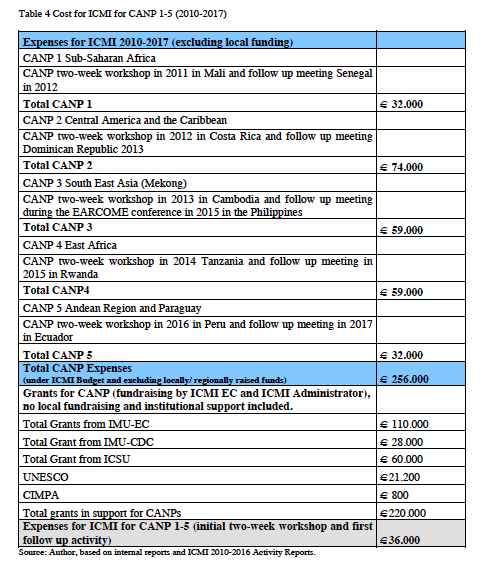 Table 4 Cost for ICMI for CANP 1-5 (2010-2017)
Expenses for ICMI 2010-2017 (excluding local funding)
CANP 1 Sub-Saharan Africa
CANP two-week workshop in 2011 in Mali and follow up meeting Senegal
in 2012
Total CANP 1 € 32.000
CANP 2 Central America and the Caribbean
CANP two-week workshop in 2012 in Costa Rica and follow up meeting
Dominican Republic 2013
Total CANP 2 € 74.000
CANP 3 South East Asia (Mekong)
CANP two-week workshop in 2013 in Cambodia and follow up meeting
during the EARCOME conference in 2015 in the Philippines
Total CANP 3 € 59.000
CANP 4 East Africa
CANP two-week workshop in 2014 Tanzania and follow up meeting in
2015 in Rwanda
Total CANP4 € 59.000
CANP 5 Andean Region and Paraguay
CANP two-week workshop in 2016 in Peru and follow up meeting in 2017
in Ecuador
Total CANP 5 € 32.000
Total CANP Expenses
(under ICMI Budget and excluding locally/ regionally raised funds) € 256.000
Grants for CANP (fundraising by ICMI EC and ICMI Administrator),
no local fundraising and institutional support included.
Total Grants from IMU-EC € 110.000
Total Grant from IMU-CDC € 28.000
Total Grant from ICSU € 60.000
UNESCO €21.200
CIMPA € 800
Total grants in support for CANPs €220.000
Expenses for ICMI for CANP 1-5 (initial two-week workshop and first
follow up activity) €36.000
Source: Author, based on internal reports and ICMI 2010-2016 Activity Reports.